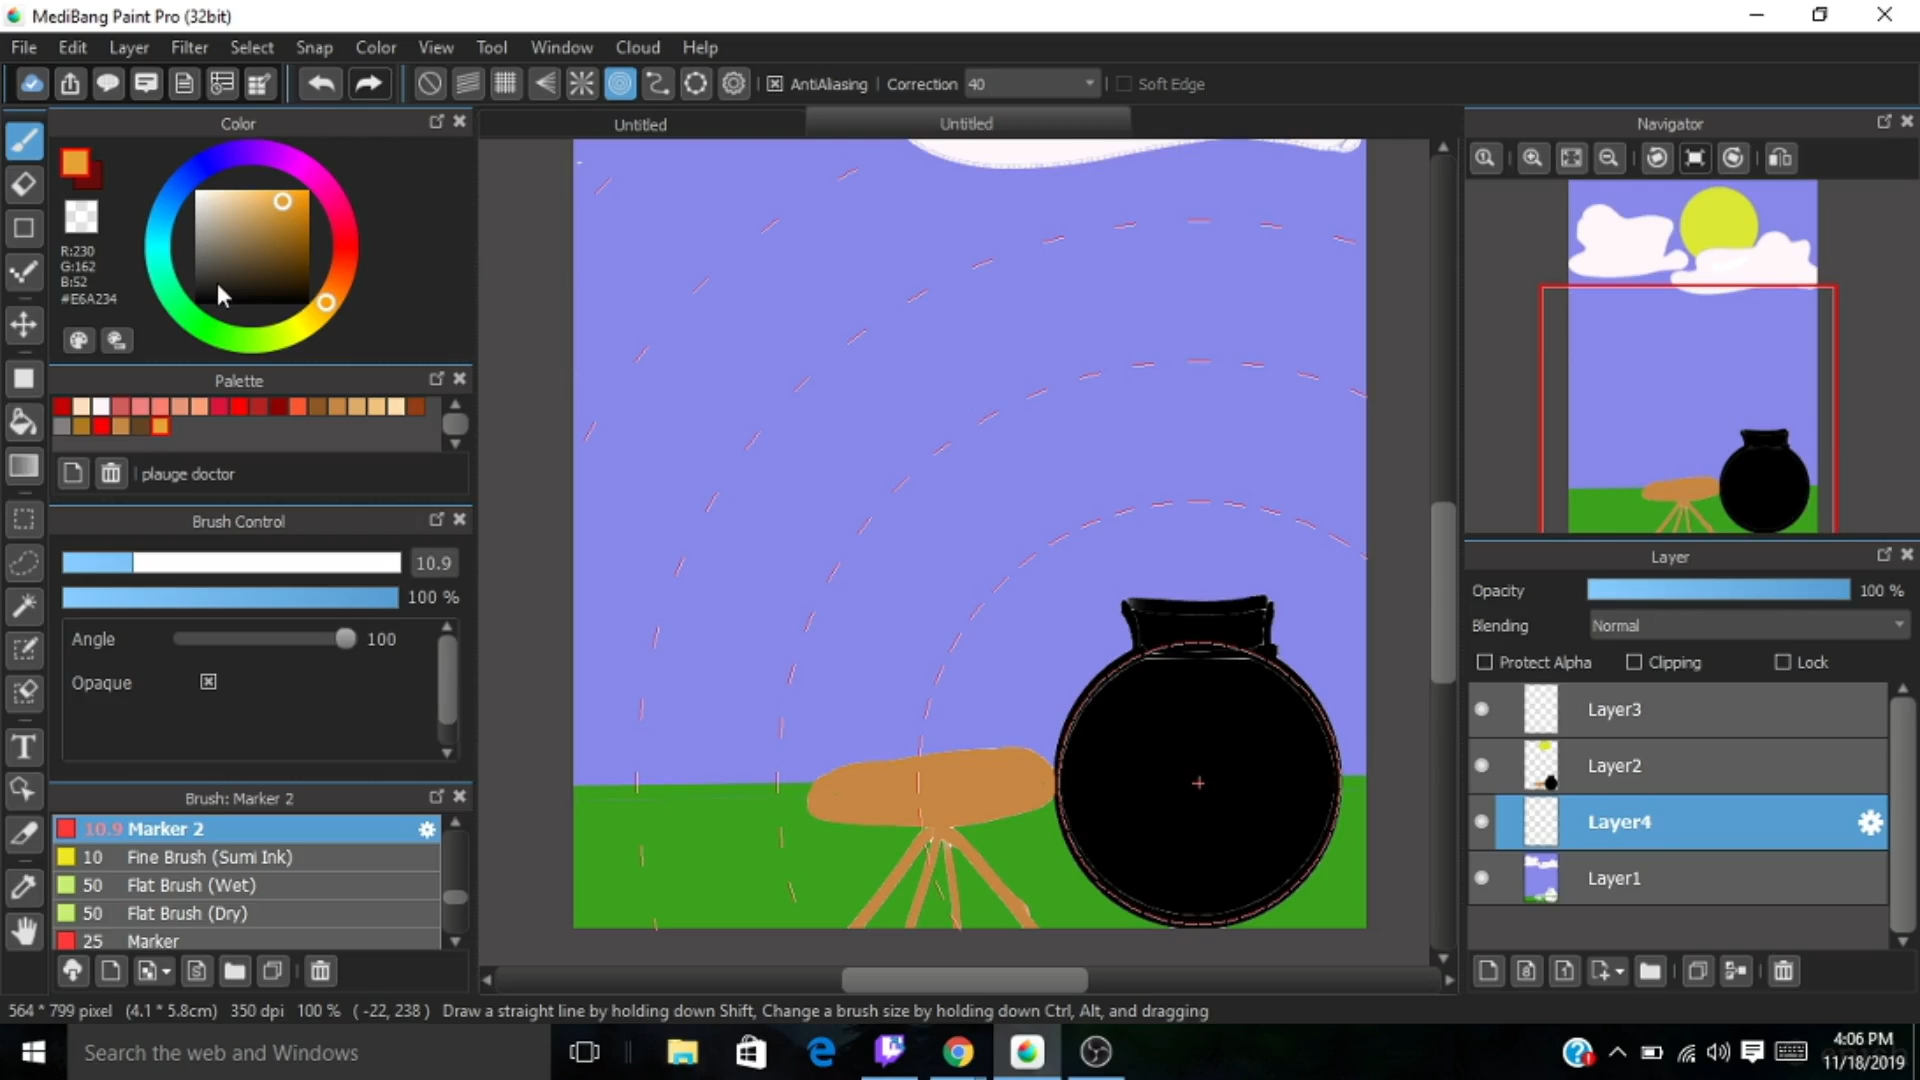 MediBang Paint Pro (32bit)
File Edit Layer Filter Select Snap Color View Tool Window Cloud Help
AntiAliasing Correction 40 Soft Edge
Color
R:230
G:162
B:52
#E6A234
Palette
plauge doctor
Brush Control
10.9
100 %
Angle 100
Opaque
Brush: Marker 2
10.9 Marker 2
10 Fine Brush (Sumi Ink)
50 Flat Brush (Wet)
50 Flat Brush (Dry)
25 Marker
Untitled Untitled
Navigator
Layer
Opacity 100 %
Blending Normal
Protect Alpha Clipping Lock
Layer3
Layer2
Layer4
Layer1
564 * 799 pixel (4.1 * 5.8cm) 350 dpi 100 % ( -22, 238 ) Draw a straight line by holding down Shift, Change a brush size by holding down Ctrl, Alt, and dragging
Search the web and Windows
4:06 PM
11/18/2019